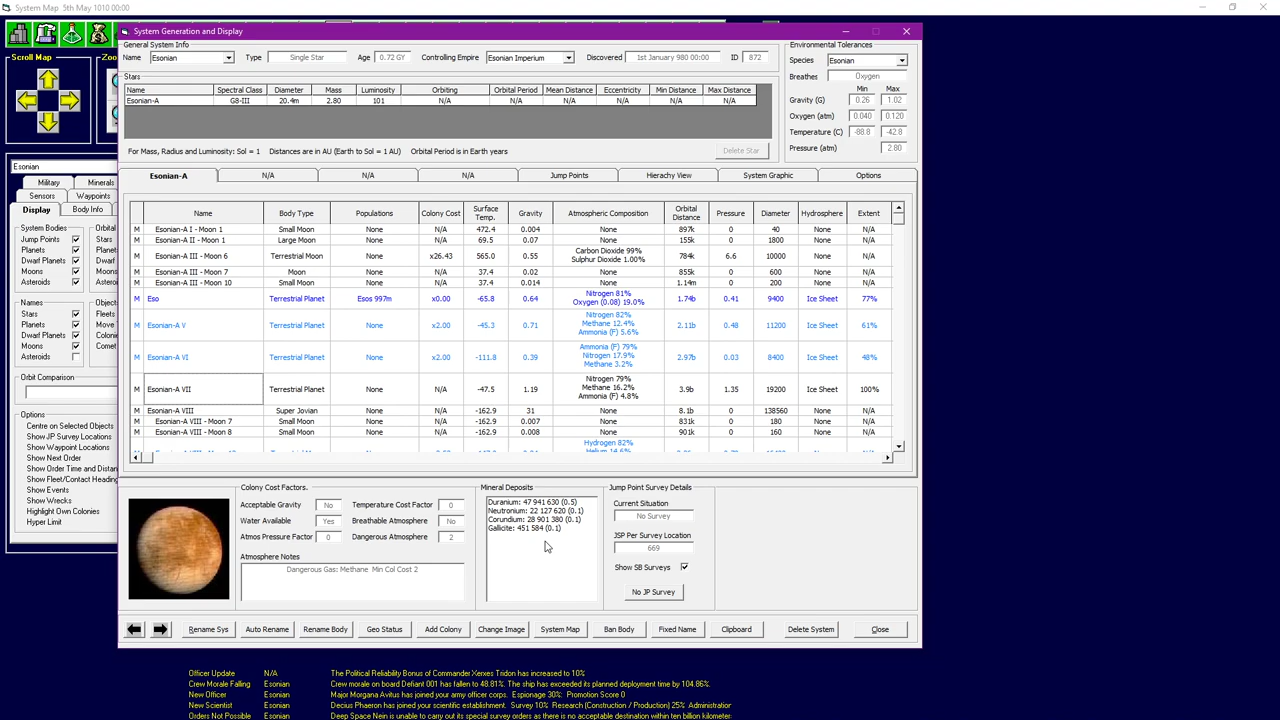 System Map   5th May 1010 00:00
System Generation and Display
General System Info
Name Esonian Type Single Star Age 0.72 GY Controlling Empire Esonian Imperium Discovered 1st January 980 00:00 ID 872
Stars
Name Spectral Class Diameter Mass Luminosity Orbiting Orbital Period Mean Distance Eccentricity Min Distance Max Distance
Esonian-A G8-III 20.4m 2.80 101 N/A N/A N/A N/A N/A N/A
For Mass, Radius and Luminosity: Sol = 1 Distances are in AU (Earth to Sol = 1 AU) Orbital Period is in Earth years
Delete Star
Environmental Tolerances
Species Esonian
Breathes Oxygen
Min Max
Gravity (G) 0.26 1.02
Oxygen (atm) 0.040 0.120
Temperature (C) -88.8 -42.8
Pressure (atm) 2.80
Scroll Map
Esonian
Military Minerals
Sensors Waypoints
Display Body Info
System Bodies Orbital
Jump Points Stars
Planets Planets
Dwarf Planets Dwarf
Moons Moons
Asteroids Asteroi
Names Objects
Stars Fleets
Planets Move
Dwarf Planets Coloni
Moons Comet
Asteroids
Orbit Comparison
Options
Centre on Selected Objects
Show JP Survey Locations
Show Waypoint Locations
Show Next Order
Show Order Time and Distan
Show Fleet/Contact Heading
Show Events
Show Wrecks
Highlight Own Colonies
Hyper Limit
Esonian-A N/A N/A N/A Jump Points Hierachy View System Graphic Options
Name Body Type Populations Colony Cost Surface Temp. Gravity Atmospheric Composition Orbital Distance Pressure Diameter Hydrosphere Extent
M Esonian-A I - Moon 1 Small Moon None N/A 472.4 0.004 None 897k 0 40 None N/A
M Esonian-A II - Moon 1 Large Moon None N/A 69.5 0.07 None 155k 0 1800 None N/A
M Esonian-A III - Moon 6 Terrestrial Moon None x26.43 565.0 0.55 Carbon Dioxide 99% Sulphur Dioxide 1.00% 784k 6.6 10000 None N/A
M Esonian-A III - Moon 7 Moon None N/A 37.4 0.02 None 855k 0 600 None N/A
M Esonian-A III - Moon 10 Small Moon None N/A 37.4 0.014 None 1.14m 0 200 None N/A
M Eso Terrestrial Planet Esos 997m x0.00 -65.8 0.64 Nitrogen 81% Oxygen (0.08) 19.0% 1.74b 0.41 9400 Ice Sheet 77%
M Esonian-A V Terrestrial Planet None x2.00 -45.3 0.71 Nitrogen 82% Methane 12.4% Ammonia (F) 5.6% 2.11b 0.48 11200 Ice Sheet 61%
M Esonian-A VI Terrestrial Planet None x2.00 -111.8 0.39 Ammonia (F) 79% Nitrogen 17.9% Methane 3.2% 2.97b 0.03 8400 Ice Sheet 48%
M Esonian-A VII Terrestrial Planet None N/A -47.5 1.19 Nitrogen 79% Methane 16.2% Ammonia (F) 4.8% 3.9b 1.35 19200 Ice Sheet 100%
M Esonian-A VIII Super Jovian None N/A -162.9 31 None 8.1b 0 138560 None N/A
M Esonian-A VIII - Moon 7 Small Moon None N/A -162.9 0.007 None 831k 0 180 None N/A
M Esonian-A VIII - Moon 8 Small Moon None N/A -162.9 0.008 None 901k 0 160 None N/A
Hydrogen 82%
Helium 14.6%
Colony Cost Factors.
Acceptable Gravity No Temperature Cost Factor 0
Water Available Yes Breathable Atmosphere No
Atmos Pressure Factor 0 Dangerous Atmosphere 2
Atmosphere Notes
Dangerous Gas: Methane Min Col Cost 2
Mineral Deposits
Duranium: 47 941 630 (0.5)
Neutronium: 22 127 620 (0.1)
Corundium: 28 901 380 (0.1)
Gallicite: 451 584 (0.1)
Jump Point Survey Details
Current Situation
No Survey
JSP Per Survey Location
669
Show SB Surveys
No JP Survey
Rename Sys Auto Rename Rename Body Geo Status Add Colony Change Image System Map Ban Body Fixed Name Clipboard Delete System Close
Officer Update N/A The Political Reliability Bonus of Commander Xerxes Tridon has increased to 10%
Crew Morale Falling Esonian Crew morale on board Defiant 001 has fallen to 48.81%. The ship has exceeded its planned deployment time by 104.86%.
New Officer Esonian Major Morgana Avitus has joined your army officer corps. Espionage 30% Promotion Score 0
New Scientist Esonian Decius Phaeron has joined your scientific establishment. Survey 10% Research (Construction / Production) 25% Administration
Orders Not Possible Esonian Deep Space Nein is unable to carry out its special survey orders as there is no acceptable destination within ten billion kilometers